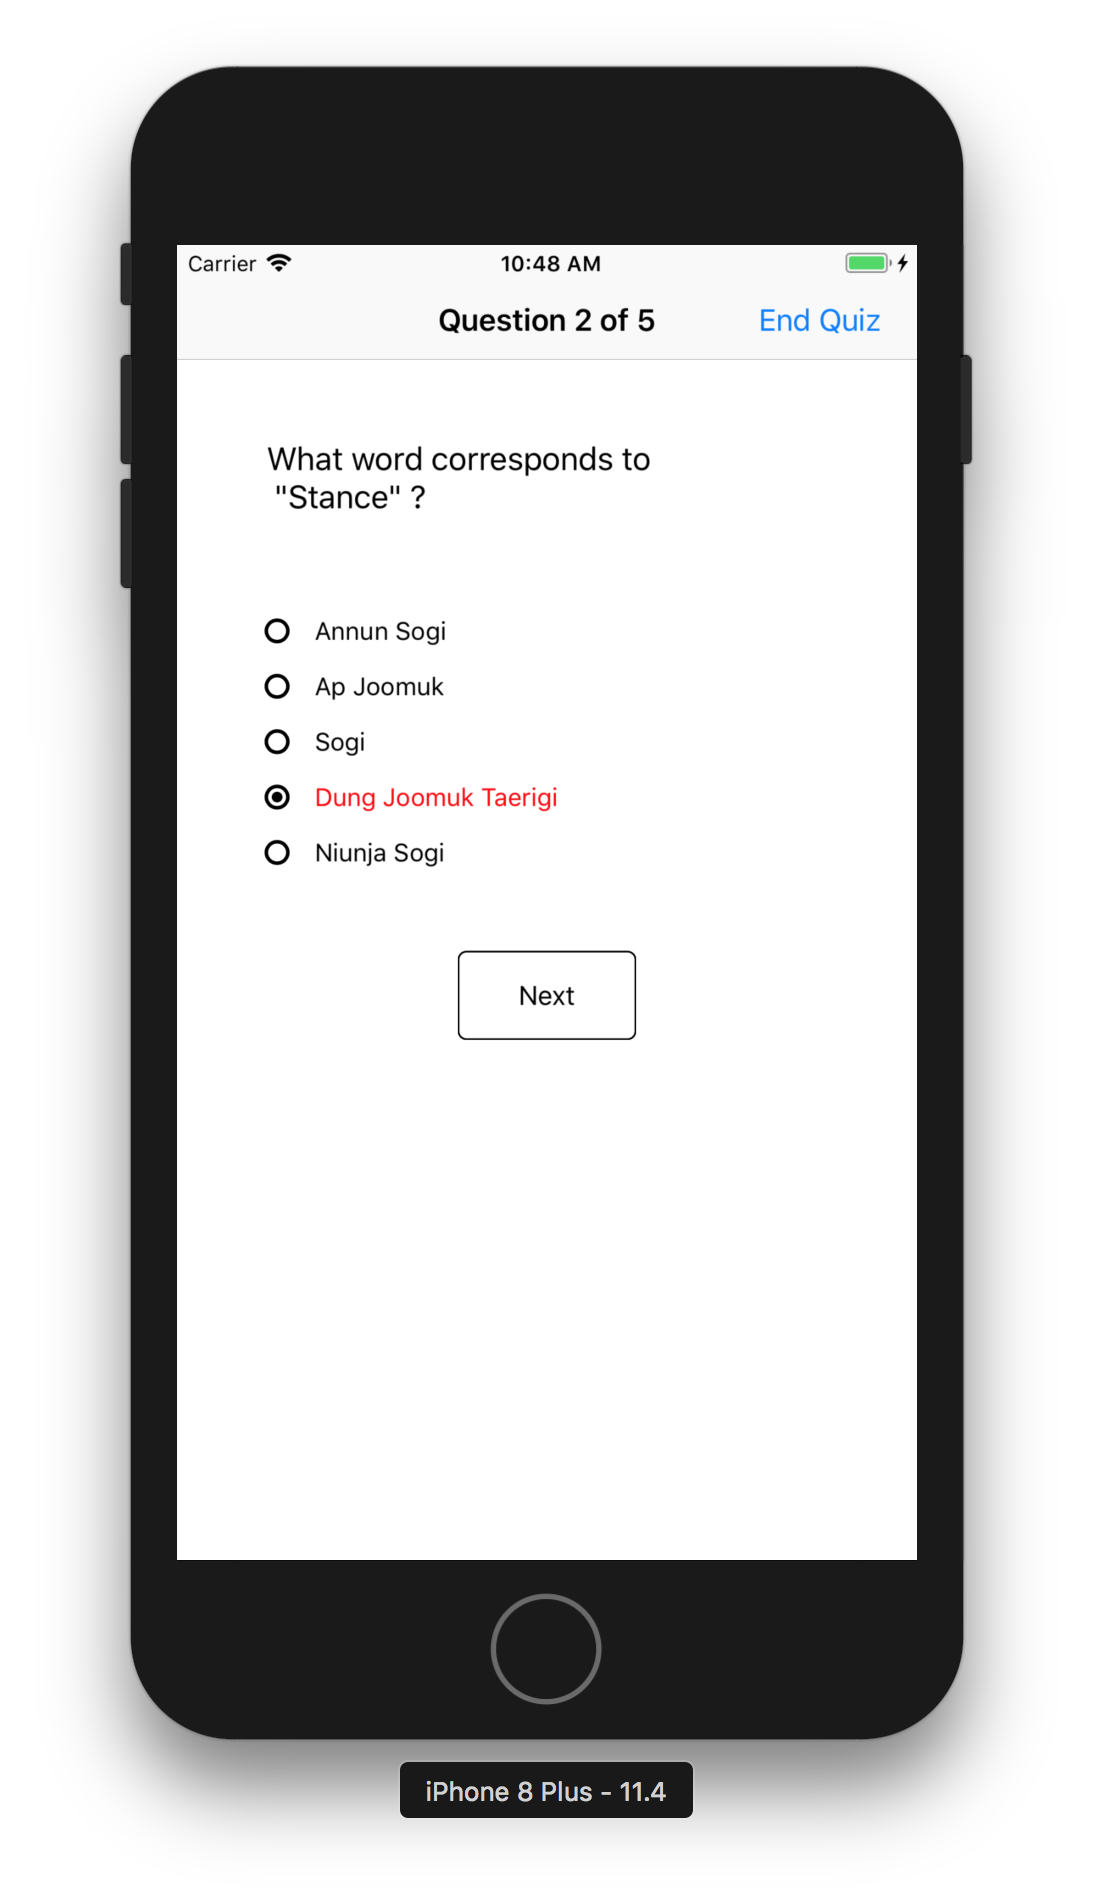 Carrier
10:48 AM
Question 2 of 5
End Quiz
What word corresponds to
"Stance" ?
Annun Sogi
Ap Joomuk
Sogi
Dung Joomuk Taerigi
Niunja Sogi
Next
iPhone 8 Plus - 11.4